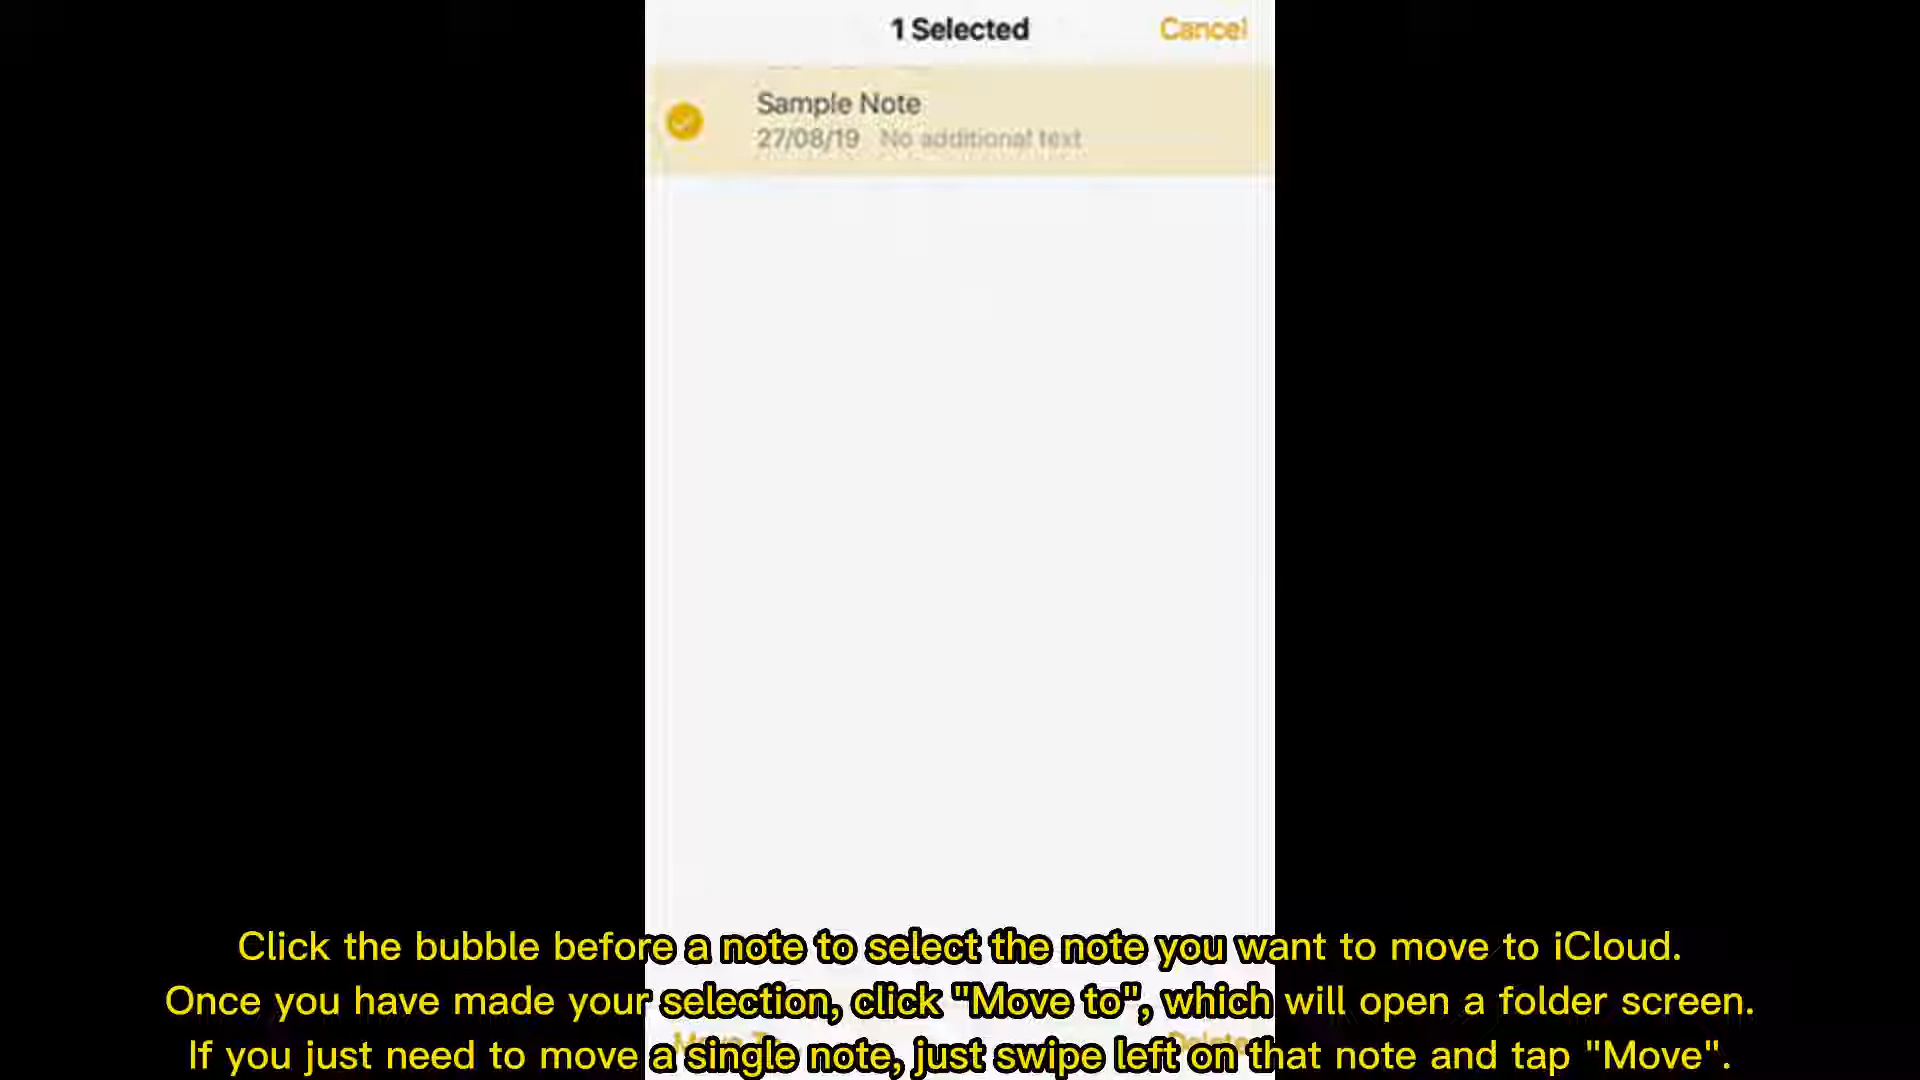 1 Selected Cancel
Sample Note
27/08/19 No additional text
Click the bubble before a note to select the note you want to move to iCloud.
Once you have made your selection, click "Move to", which will open a folder screen.
If you just need to move a single note, just swipe left on that note and tap "Move".
Delete